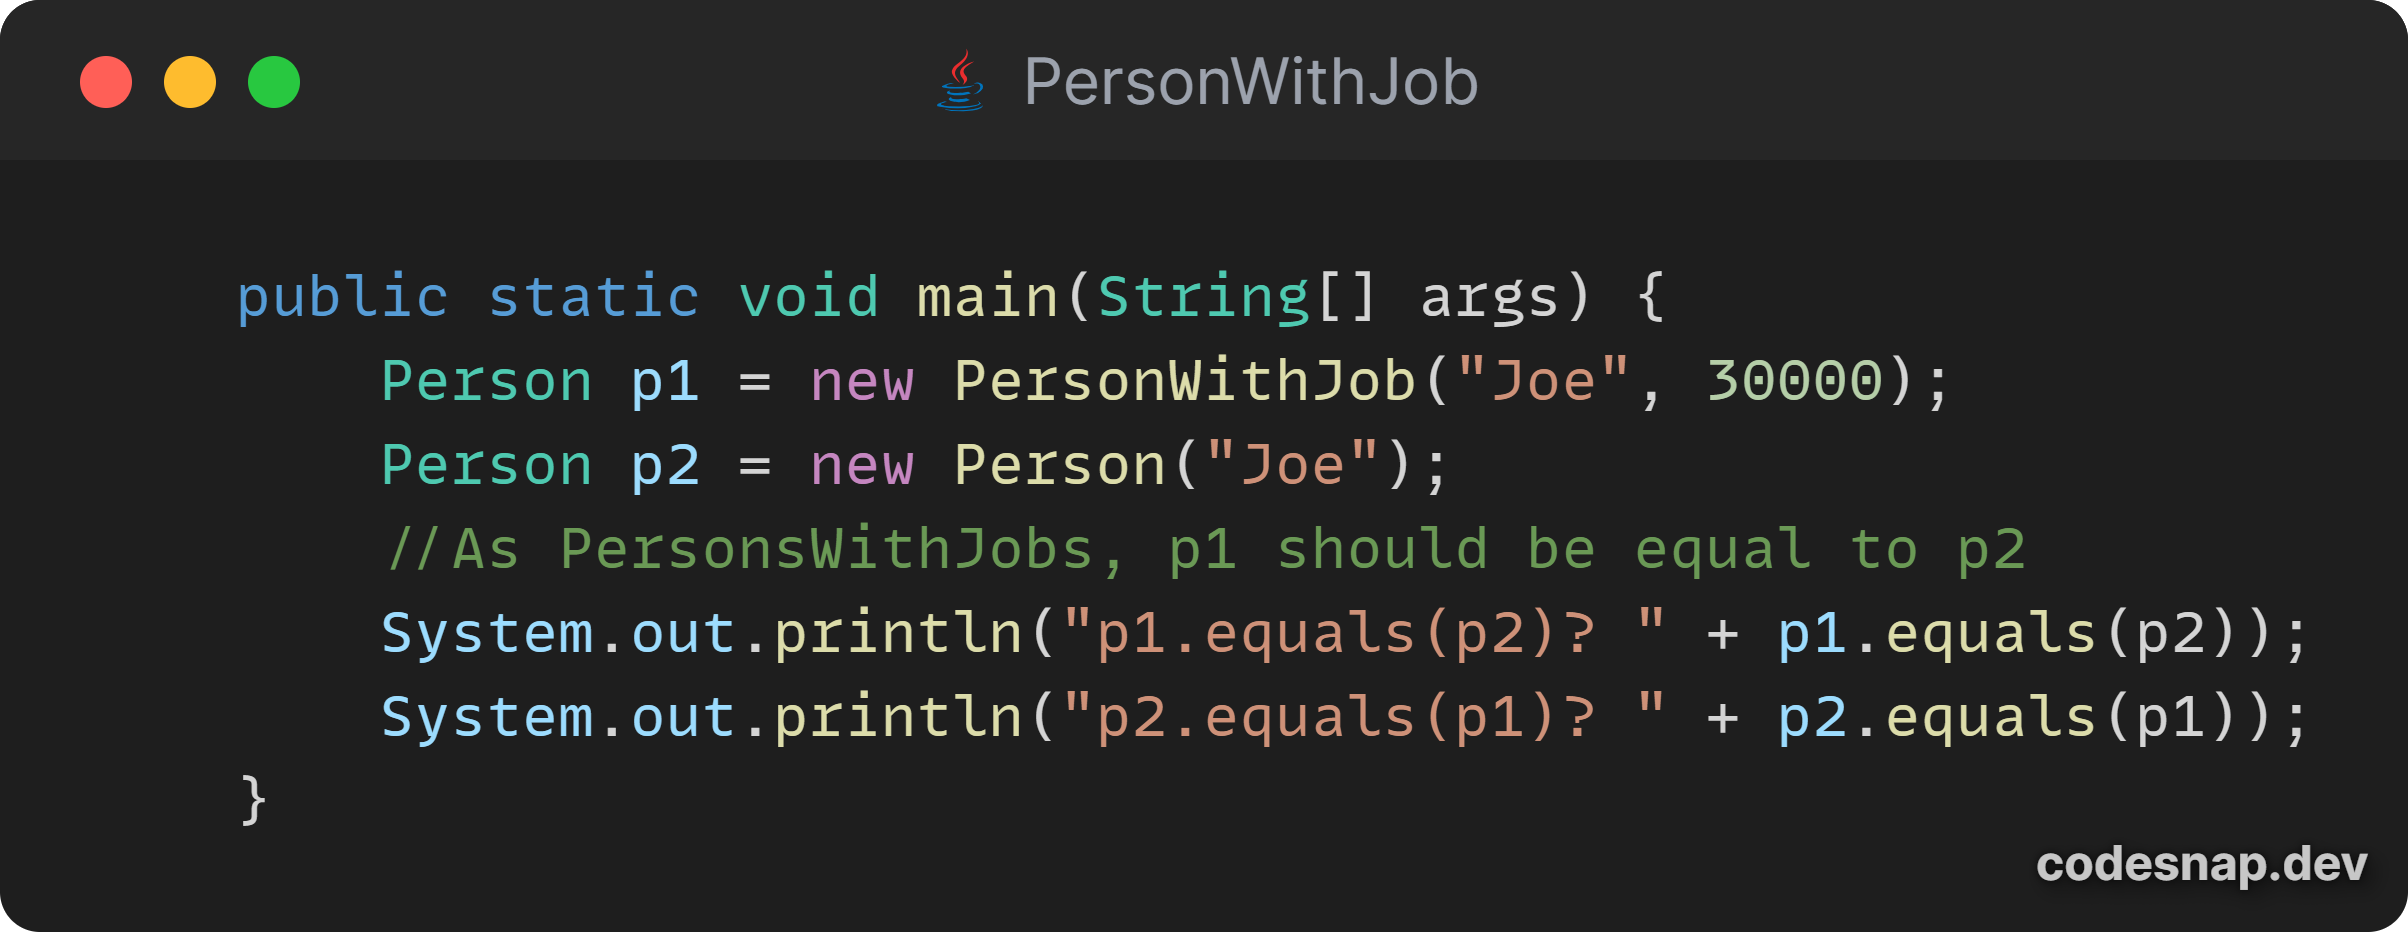 PersonWithJob
public static void main(String[] args) {
    Person p1 = new PersonWithJob("Joe", 30000);
    Person p2 = new Person("Joe");
    //As PersonsWithJobs, p1 should be equal to p2
    System.out.println("p1.equals(p2)? " + p1.equals(p2));
    System.out.println("p2.equals(p1)? " + p2.equals(p1));
}
codesnap.dev